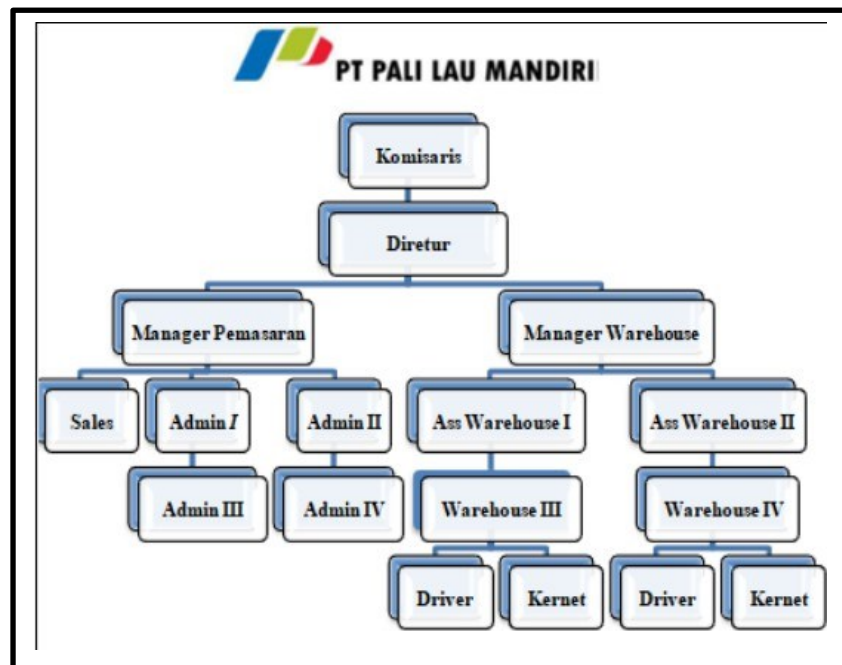 PT PALI LAU MANDIRI
Komisaris
Diretur
Manager Pemasaran
Manager Warehouse
Sales
Admin I
Admin II
Ass Warehouse I
Ass Warehouse II
Admin III
Admin IV
Warehouse III
Warehouse IV
Driver
Kernet
Driver
Kernet